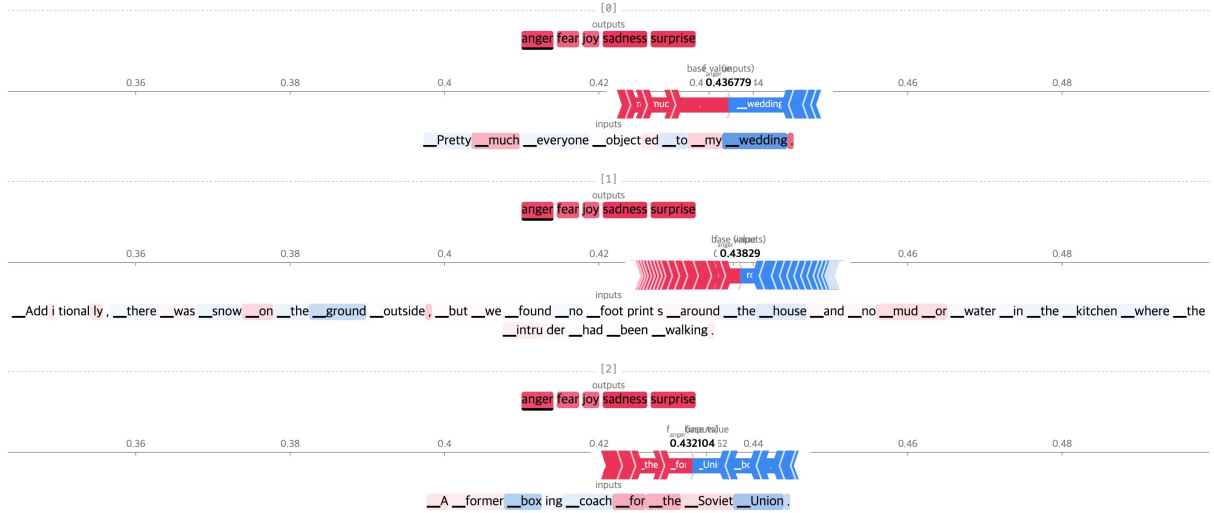 [0]
outputs
anger fear joy sadness surprise
0.36 0.38 0.4 0.42 0.436779 0.46 0.48
muc . __wedding
inputs
__Pretty __much __everyone __object ed __to __my __wedding .
[1]
outputs
anger fear joy sadness surprise
0.36 0.38 0.4 0.42 0.43829 0.46 0.48
inputs
__Add i tional ly , __there __was __snow __on __the __ground __outside , __but __we __found __no __foot print s __around __the __house __and __no __mud __or __water __in __the __kitchen __where __the
__intru der __had __been __walking .
[2]
outputs
anger fear joy sadness surprise
base value
0.36 0.38 0.4 0.42 0.432104 0.44 0.46 0.48
_the _for _Uni _bo
inputs
__A __former __box ing __coach __for __the __Soviet __Union .